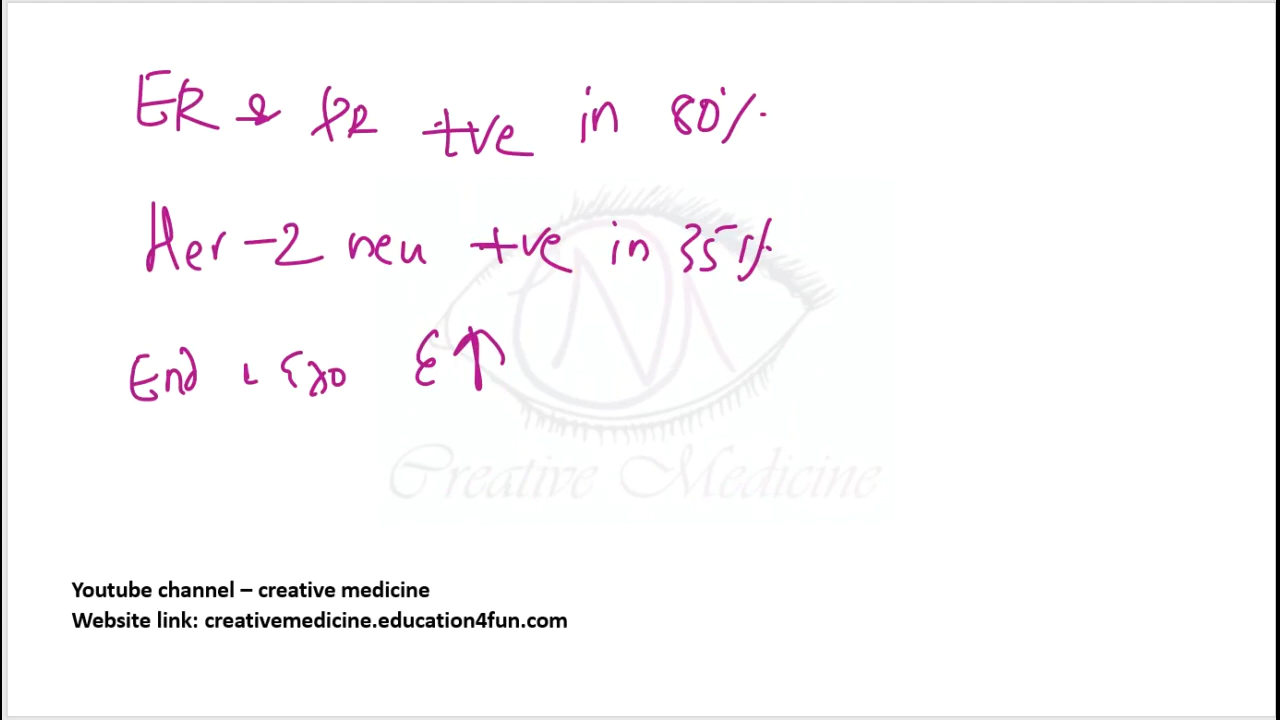 ER & PR +ve in 80%.
Her-2 neu +ve in 35%.
End & Exo E↑
Creative Medicine
Youtube channel – creative medicine
Website link: creativemedicine.education4fun.com